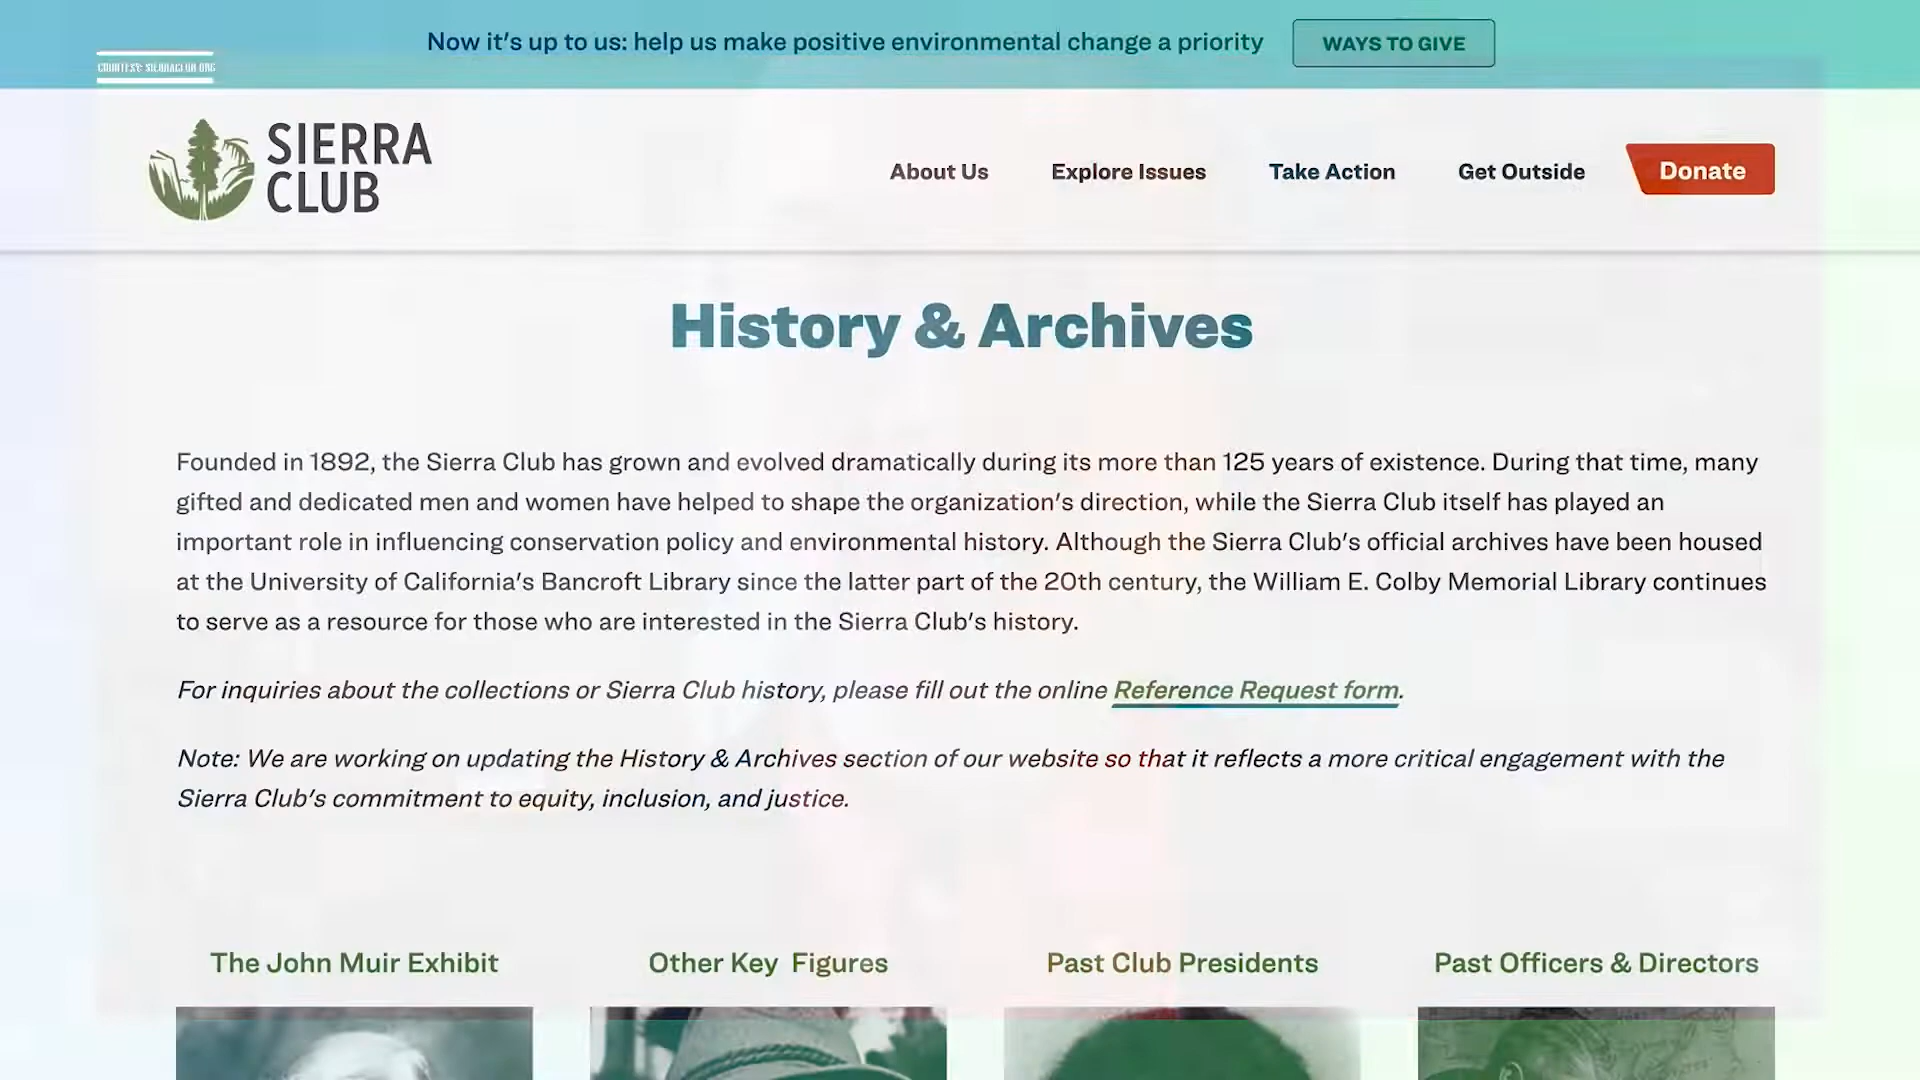 Now it's up to us: help us make positive environmental change a priority
WAYS TO GIVE
COURTESY: SIERRACLUB.ORG
SIERRA
CLUB
About Us
Explore Issues
Take Action
Get Outside
Donate
History & Archives
Founded in 1892, the Sierra Club has grown and evolved dramatically during its more than 125 years of existence. During that time, many
gifted and dedicated men and women have helped to shape the organization's direction, while the Sierra Club itself has played an
important role in influencing conservation policy and environmental history. Although the Sierra Club's official archives have been housed
at the University of California's Bancroft Library since the latter part of the 20th century, the William E. Colby Memorial Library continues
to serve as a resource for those who are interested in the Sierra Club's history.
For inquiries about the collections or Sierra Club history, please fill out the online Reference Request form.
Note: We are working on updating the History & Archives section of our website so that it reflects a more critical engagement with the
Sierra Club's commitment to equity, inclusion, and justice.
The John Muir Exhibit
Other Key Figures
Past Club Presidents
Past Officers & Directors